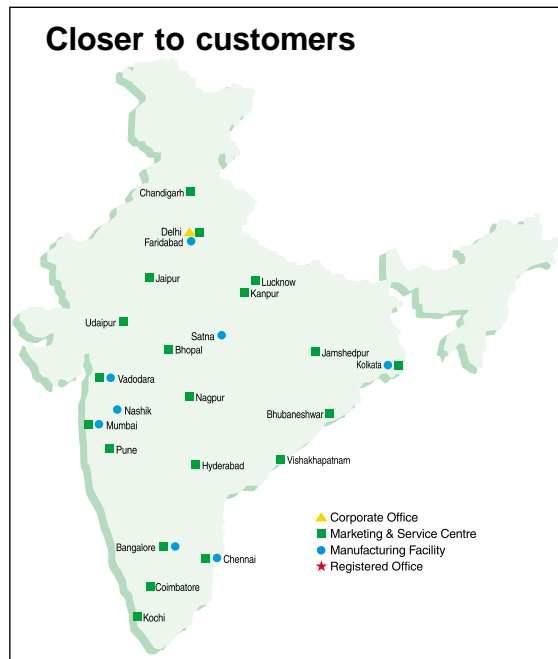 Closer to customers
Chandigarh
Delhi
Faridabad
Jaipur
Lucknow
Kanpur
Udaipur
Satna
Bhopal
Jamshedpur
Kolkata
Vadodara
Nagpur
Nashik
Bhubaneshwar
Mumbai
Pune
Hyderabad
Vishakhapatnam
Corporate Office
Marketing & Service Centre
Manufacturing Facility
Registered Office
Bangalore
Chennai
Coimbatore
Kochi